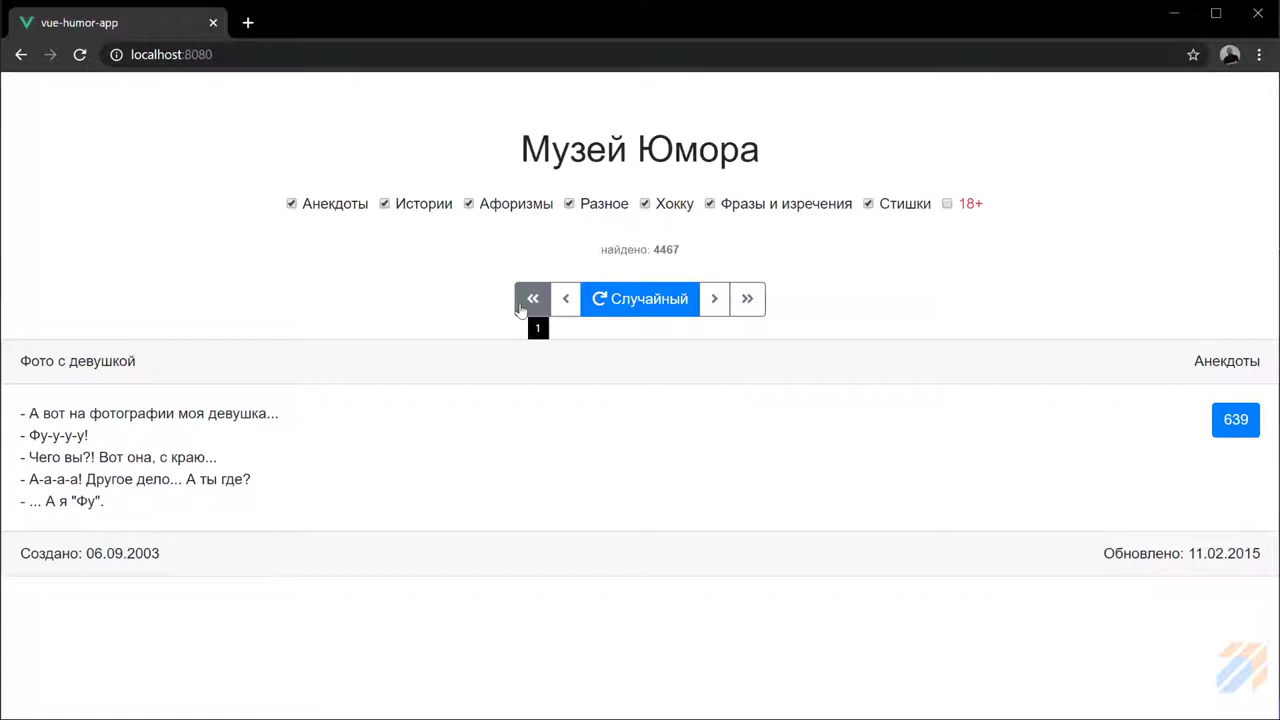 vue-humor-app
localhost:8080
Музей Юмора
Анекдоты Истории Афоризмы Разное Хокку Фразы и изречения Стишки 18+
найдено: 4467
« ‹ Случайный › »
1
Фото с девушкой Анекдоты
- А вот на фотографии моя девушка... 639
- Фу-у-у-у!
- Чего вы?! Вот она, с краю...
- А-а-а-а! Другое дело... А ты где?
- ... А я "Фу".
Создано: 06.09.2003 Обновлено: 11.02.2015